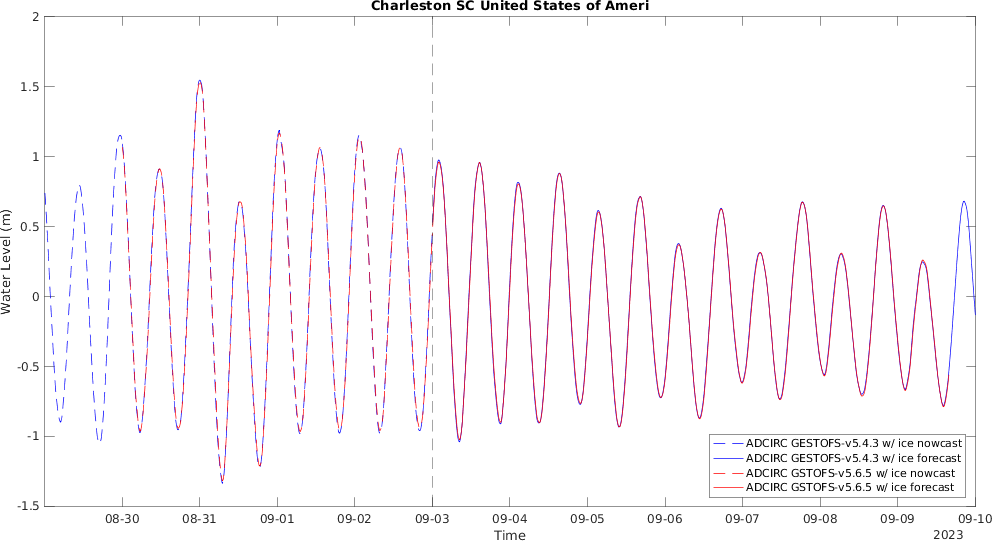 Charleston SC United States of Ameri
2
1.5
1
0.5
0
-0.5
-1
-1.5
Water Level (m)
ADCIRC GESTOFS-v5.4.3 w/ ice nowcast
ADCIRC GESTOFS-v5.4.3 w/ ice forecast
ADCIRC GSTOFS-v5.6.5 w/ ice nowcast
ADCIRC GSTOFS-v5.6.5 w/ ice forecast
08-30 08-31 09-01 09-02 09-03 09-04 09-05 09-06 09-07 09-08 09-09 09-10
Time
2023